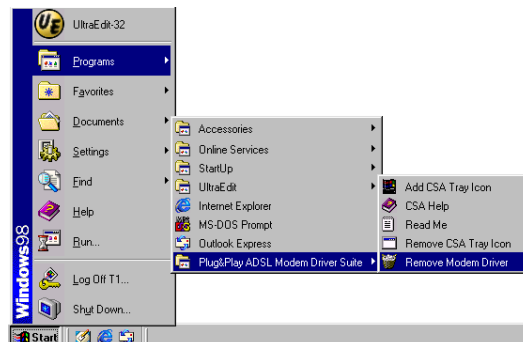 UltraEdit-32
Programs
Favorites
Documents
Settings
Find
Help
Run...
Log Off T1...
Shut Down...
Windows98
Start
Accessories
Online Services
StartUp
UltraEdit
Internet Explorer
MS-DOS Prompt
Outlook Express
Plug&Play ADSL Modem Driver Suite
Add CSA Tray Icon
CSA Help
Read Me
Remove CSA Tray Icon
Remove Modem Driver